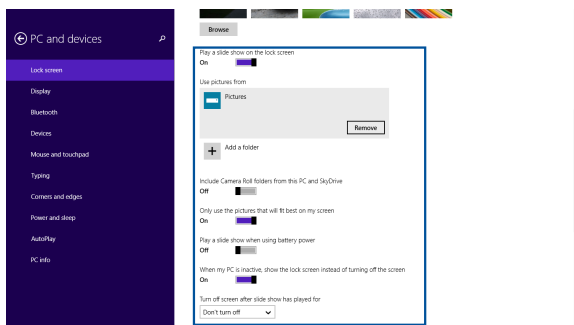 PC and devices
Lock screen
Display
Bluetooth
Devices
Mouse and touchpad
Typing
Corners and edges
Power and sleep
AutoPlay
PC info
Browse
Play a slide show on the lock screen
On
Use pictures from
Pictures
Remove
Add a folder
Include Camera Roll folders from this PC and SkyDrive
Off
Only use the pictures that will fit best on my screen
On
Play a slide show when using battery power
Off
When my PC is inactive, show the lock screen instead of turning off the screen
On
Turn off screen after slide show has played for
Don't turn off